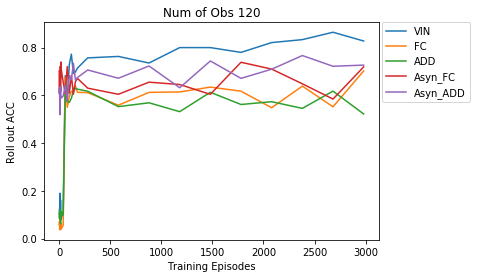 Num of Obs 120
VIN
FC
ADD
Asyn_FC
Asyn_ADD
Roll out ACC
0.8
0.6
0.4
0.2
0.0
0
500
1000
1500
2000
2500
3000
Training Episodes